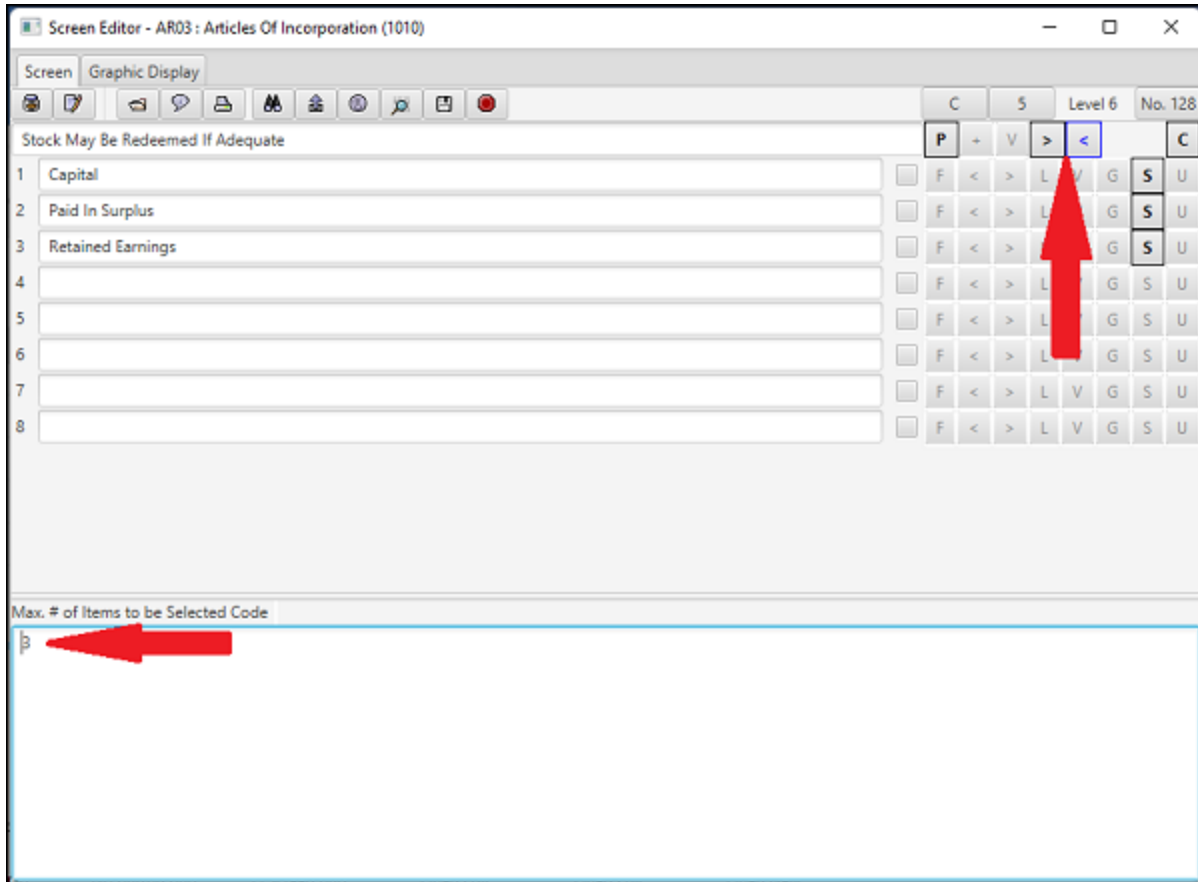 Screen Editor - AR03 : Articles Of Incorporation (1010)
Screen Graphic Display
C 5 Level 6 No. 128
Stock May Be Redeemed If Adequate P + V > < C
1 Capital F < > L V G S U
2 Paid In Surplus F < > L G S U
3 Retained Earnings F < > G S U
4 F < > L G S U
5 F < > L G S U
6 F < > L V G S U
7 F < > L V G S U
8 F < > L V G S U
Max. # of Items to be Selected Code
3